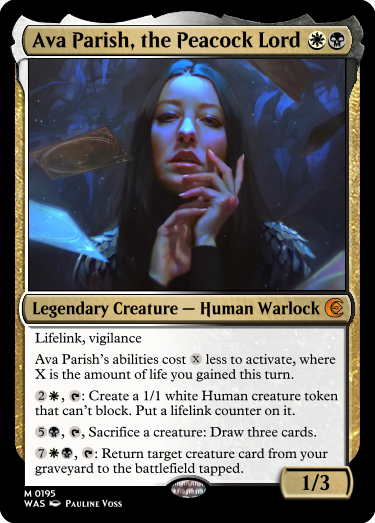 Ava Parish, the Peacock Lord
Legendary Creature — Human Warlock
Lifelink, vigilance
Ava Parish's abilities cost X less to activate, where
X is the amount of life you gained this turn.
2, : Create a 1/1 white Human creature token
that can't block. Put a lifelink counter on it.
5, , Sacrifice a creature: Draw three cards.
7, : Return target creature card from your
graveyard to the battlefield tapped.
1/3
M 0195
WAS Pauline Voss